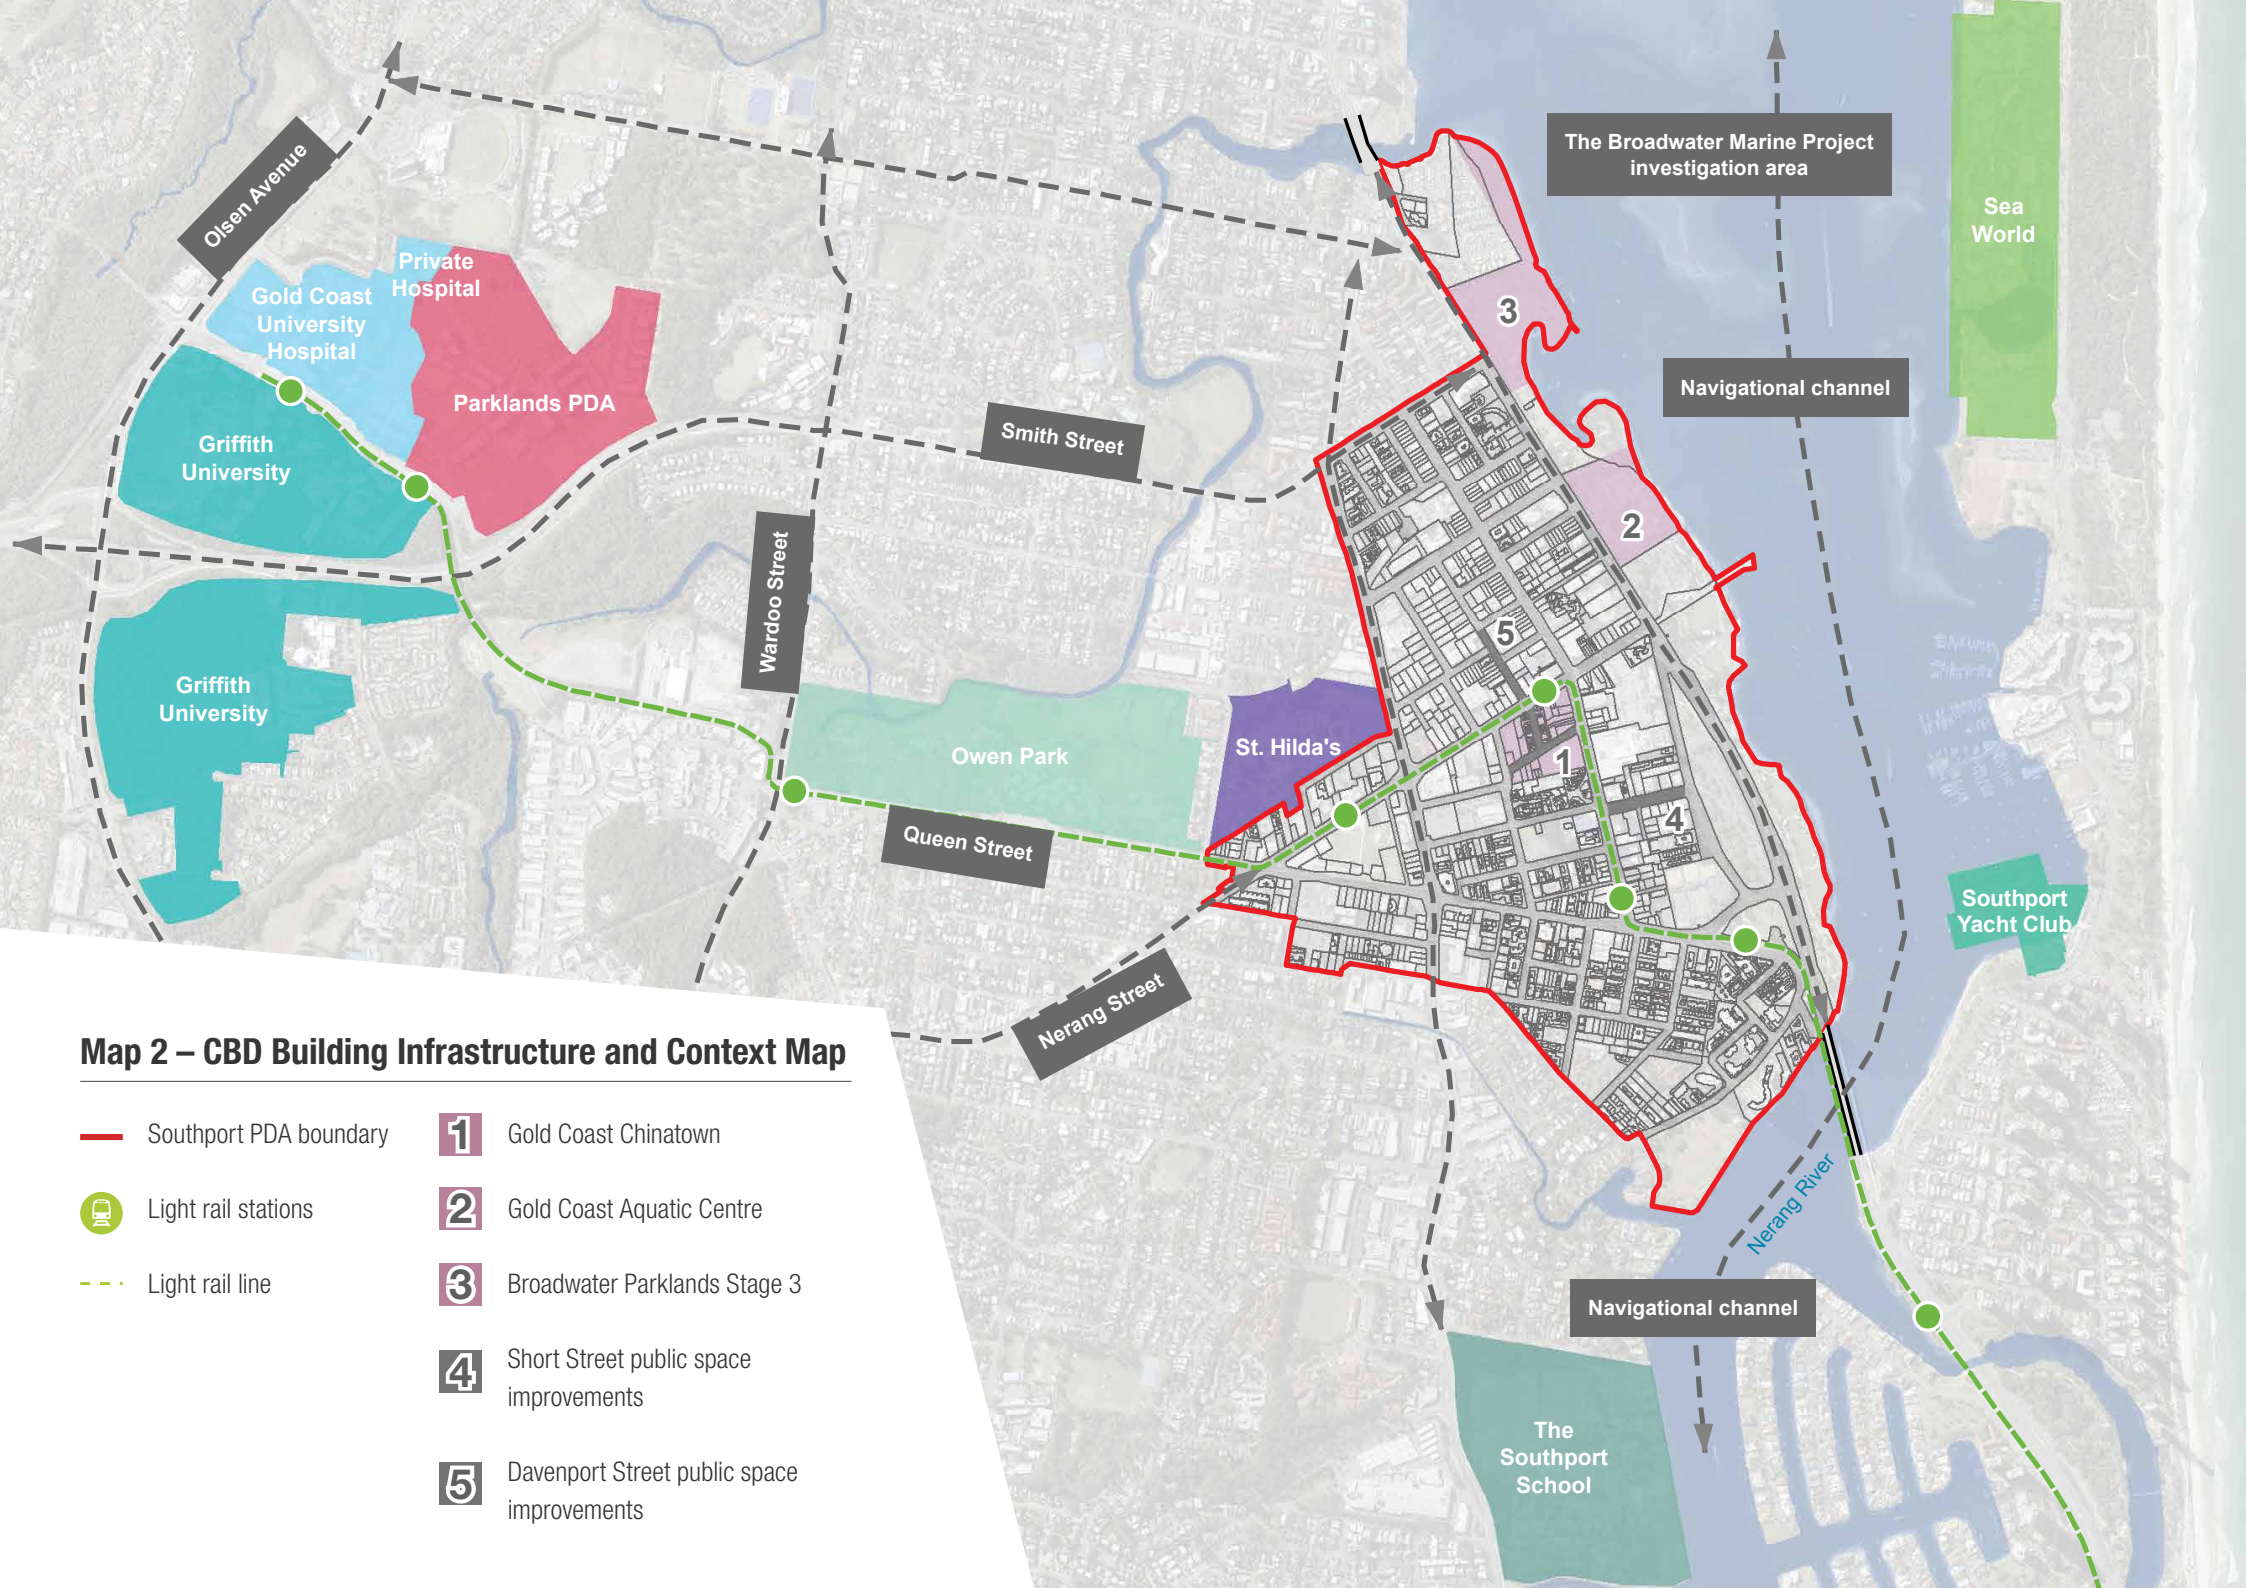 The Broadwater Marine Project
investigation area
Sea
World
Olsen Avenue
Private
Hospital
Gold Coast
University
Hospital
3
Navigational channel
Parklands PDA
Griffith
University
Smith Street
2
Wardoo Street
5
Griffith
University
St. Hilda's
Owen Park
1
4
Queen Street
Southport
Yacht Club
Nerang Street
Nerang River
Navigational channel
The
Southport
School
Map 2 – CBD Building Infrastructure and Context Map
Southport PDA boundary
Light rail stations
Light rail line
1 Gold Coast Chinatown
2 Gold Coast Aquatic Centre
3 Broadwater Parklands Stage 3
4 Short Street public space
improvements
5 Davenport Street public space
improvements